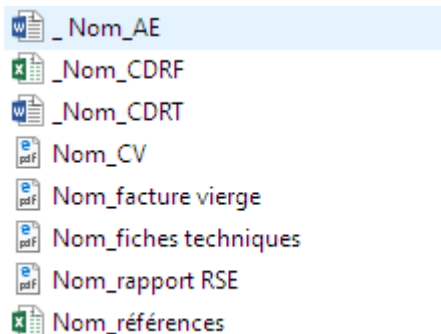 _ Nom_AE
_Nom_CDRF
_Nom_CDRT
Nom_CV
Nom_facture vierge
Nom_fiches techniques
Nom_rapport RSE
Nom_références